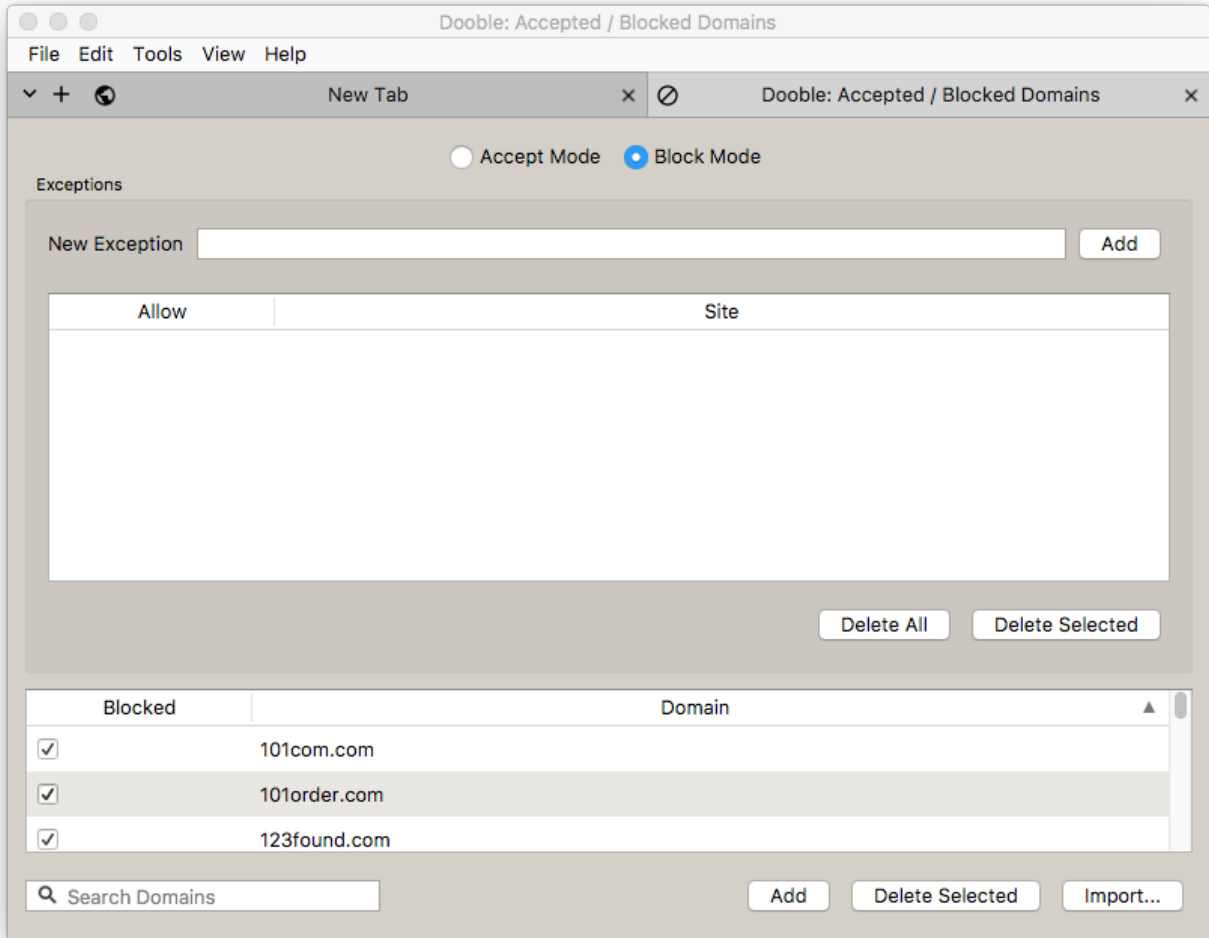 Dooble: Accepted / Blocked Domains
File Edit Tools View Help
New Tab Dooble: Accepted / Blocked Domains
Accept Mode Block Mode
Exceptions
New Exception Add
Allow Site
Delete All Delete Selected
Blocked Domain
101com.com
101order.com
123found.com
Search Domains Add Delete Selected Import...